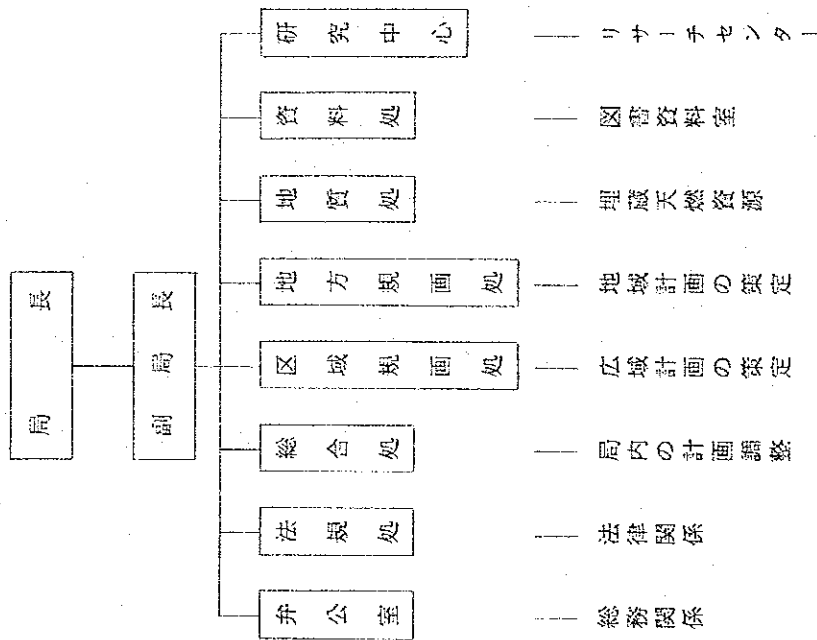 局長
副局長
弁公室 ―― 総務関係
法規処 ―― 法律関係
総合処 ―― 局内の計画調整
区域規画処 ―― 広域計画の策定
地方規画処 ―― 地域計画の策定
地質処 ―― 埋蔵天燃資源
資料処 ―― 図書資料室
研究中心 ―― リサーチセンター